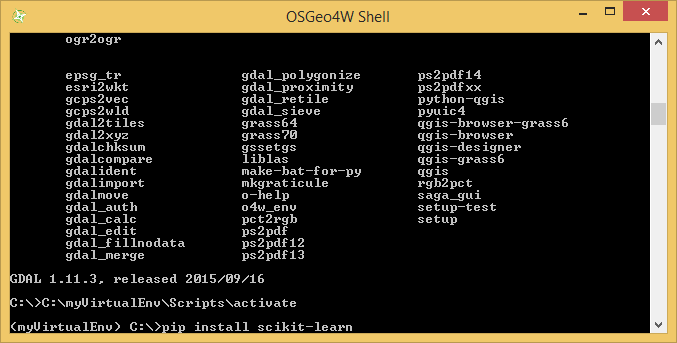 OSGeo4W Shell
ogr2ogr
epsg_tr gdal_polygonize ps2pdf14
esri2wkt gdal_proximity ps2pdfxx
gcps2vec gdal_retile python-qgis
gcps2wld gdal_sieve pyuic4
gdal2tiles grass64 qgis-browser-grass6
gdal2xyz grass70 qgis-browser
gdalchksum gssetgs qgis-designer
gdalcompare liblas qgis-grass6
gdalident make-bat-for-py qgis
gdalimport mkgraticule rgb2pct
gdalmove o-help saga_gui
gdal_auth o4w_env setup-test
gdal_calc pct2rgb setup
gdal_edit ps2pdf
gdal_fillnodata ps2pdf12
gdal_merge ps2pdf13
GDAL 1.11.3, released 2015/09/16
C:\>C:\myVirtualEnv\Scripts\activate
(myVirtualEnv) C:\>pip install scikit-learn